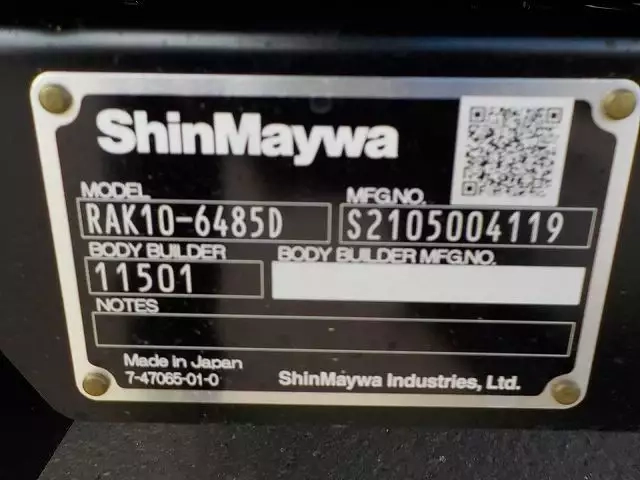 ShinMaywa
MODEL MFG.NO.
RAK10-6485D S2105004119
BODY BUILDER BODY BUILDER MFG.NO.
11501
NOTES
Made in Japan
7-47065-01-0 ShinMaywa Industries, Ltd.